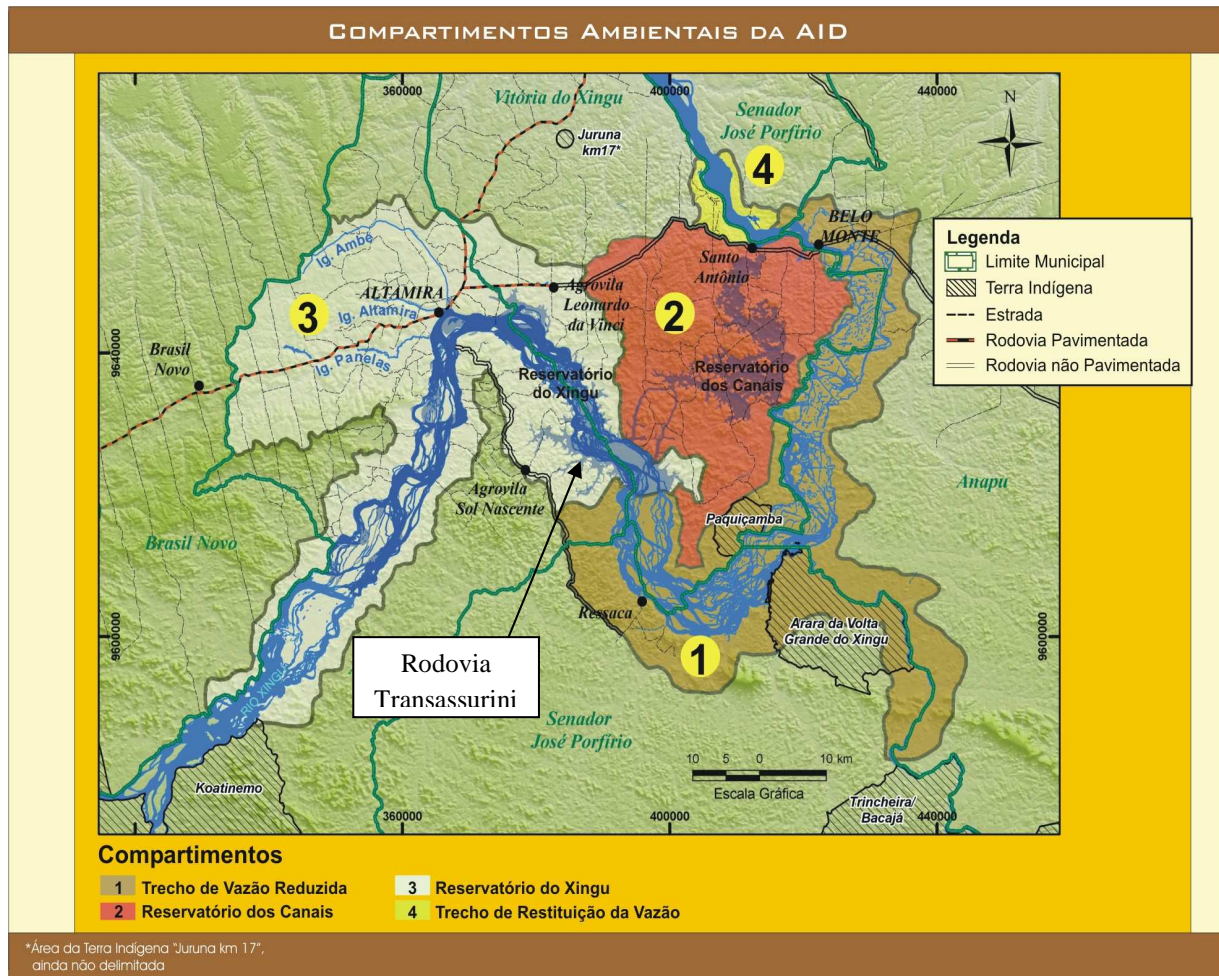 COMPARTIMENTOS AMBIENTAIS DA AID
360000
400000
440000
Vitória do Xingu
Senador
José Porfírio
N
Juruna
km17*
4
BELO
MONTE
Santo
Antônio
Ig. Ambé
ALTAMIRA
Agrovila
Leonardo
da Vinci
3
Ig. Altamira
2
Ig. Panelas
Brasil
Novo
9640000
Reservatório
do Xingu
Reservatório
dos Canais
Legenda
Limite Municipal
Terra Indígena
Estrada
Rodovia Pavimentada
Rodovia não Pavimentada
Agrovila
Sol Nascente
Anapu
Paquiçamba
Brasil Novo
Ressaca
Arara da Volta
Grande do Xingu
9600000
9600000
1
Rodovia
Transassurini
RIO XINGU
Senador
José Porfírio
10 5 0 10 km
Escala Gráfica
Koatinemo
Trincheira/
Bacajá
360000
400000
440000
Compartimentos
1 Trecho de Vazão Reduzida
2 Reservatório dos Canais
3 Reservatório do Xingu
4 Trecho de Restituição da Vazão
*Área da Terra Indígena "Juruna km 17",
ainda não delimitada